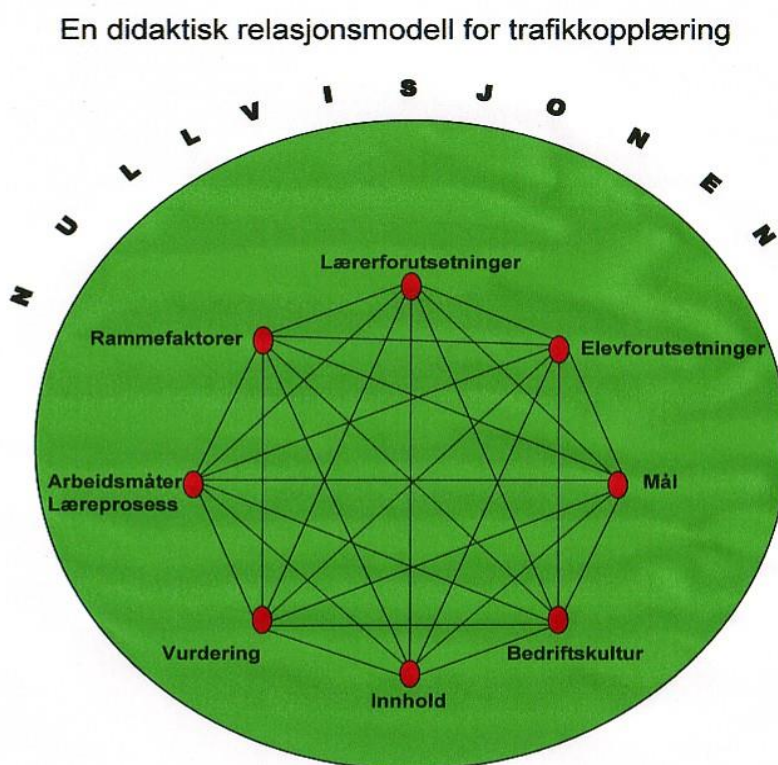 En didaktisk relasjonsmodell for trafikkopplæring
NULLVISJONEN
Lærerforutsetninger
Rammefaktorer
Elevforutsetninger
Arbeidsmåter
Læreprosess
Mål
Vurdering
Bedriftskultur
Innhold